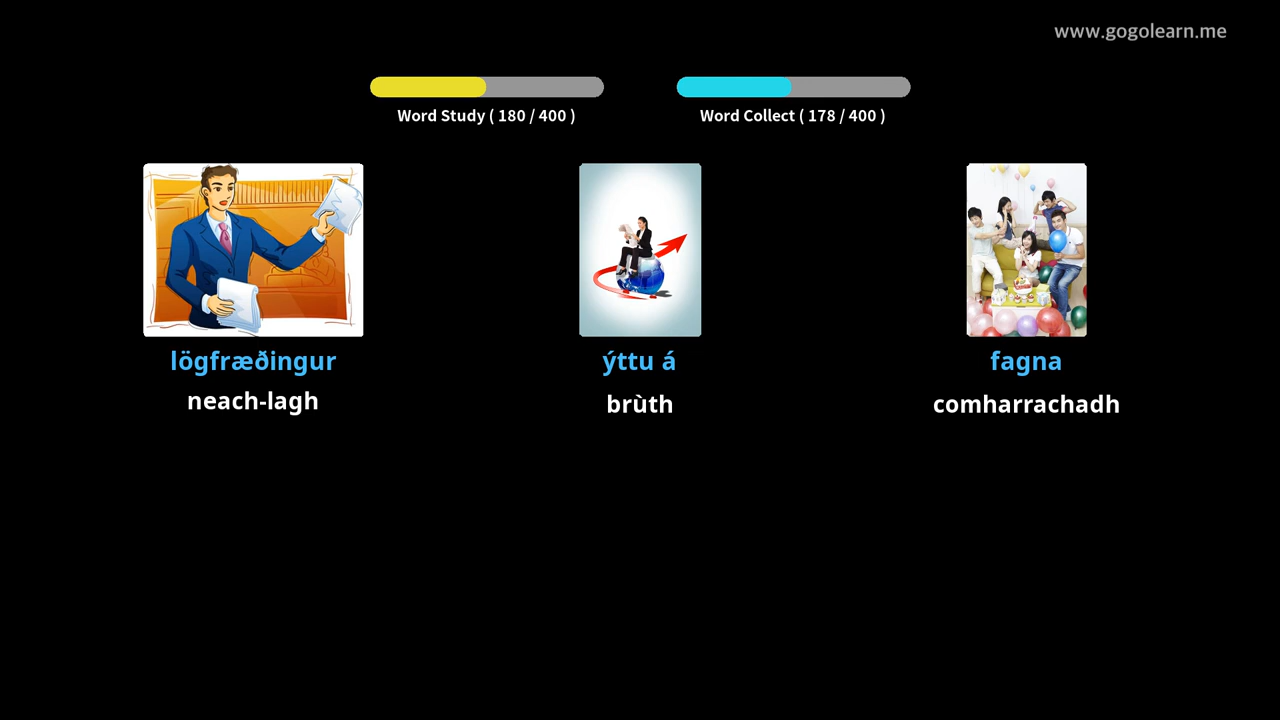 www.gogolearn.me
Word Study ( 180 / 400 )
Word Collect ( 178 / 400 )
lögfræðingur
neach-lagh
ýttu á
brùth
fagna
comharrachadh